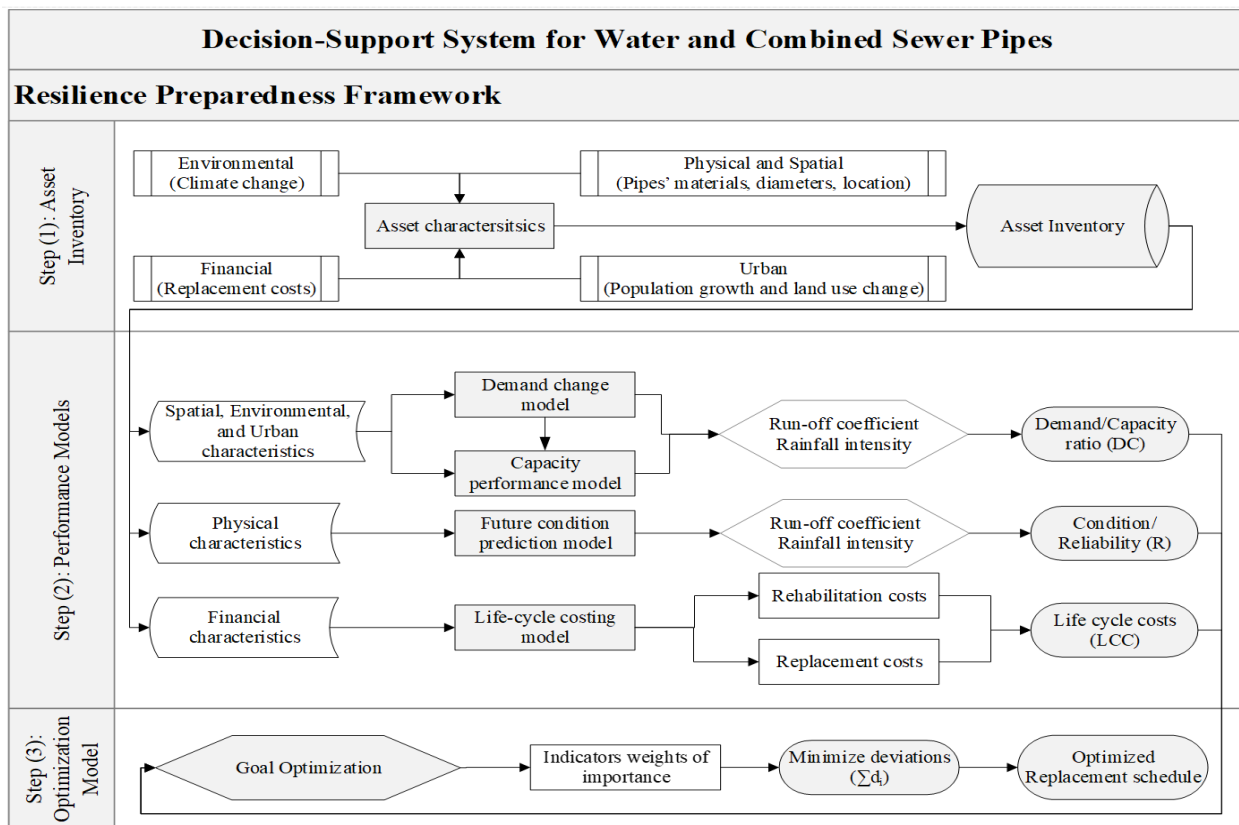 Decision-Support System for Water and Combined Sewer Pipes
Resilience Preparedness Framework
Step (1): Asset
Inventory
Environmental
(Climate change)
Physical and Spatial
(Pipes’ materials, diameters, location)
Asset charactersitsics
Asset Inventory
Financial
(Replacement costs)
Urban
(Population growth and land use change)
Step (2): Performance Models
Spatial, Environmental,
and Urban
characteristics
Demand change
model
Capacity
performance model
Run-off coefficient
Rainfall intensity
Demand/Capacity
ratio (DC)
Physical
characteristics
Future condition
prediction model
Run-off coefficient
Rainfall intensity
Condition/
Reliability (R)
Financial
characteristics
Life-cycle costing
model
Rehabilitation costs
Replacement costs
Life cycle costs
(LCC)
Step (3):
Optimization
Model
Goal Optimization
Indicators weights of
importance
Minimize deviations
(∑dᵢ)
Optimized
Replacement schedule